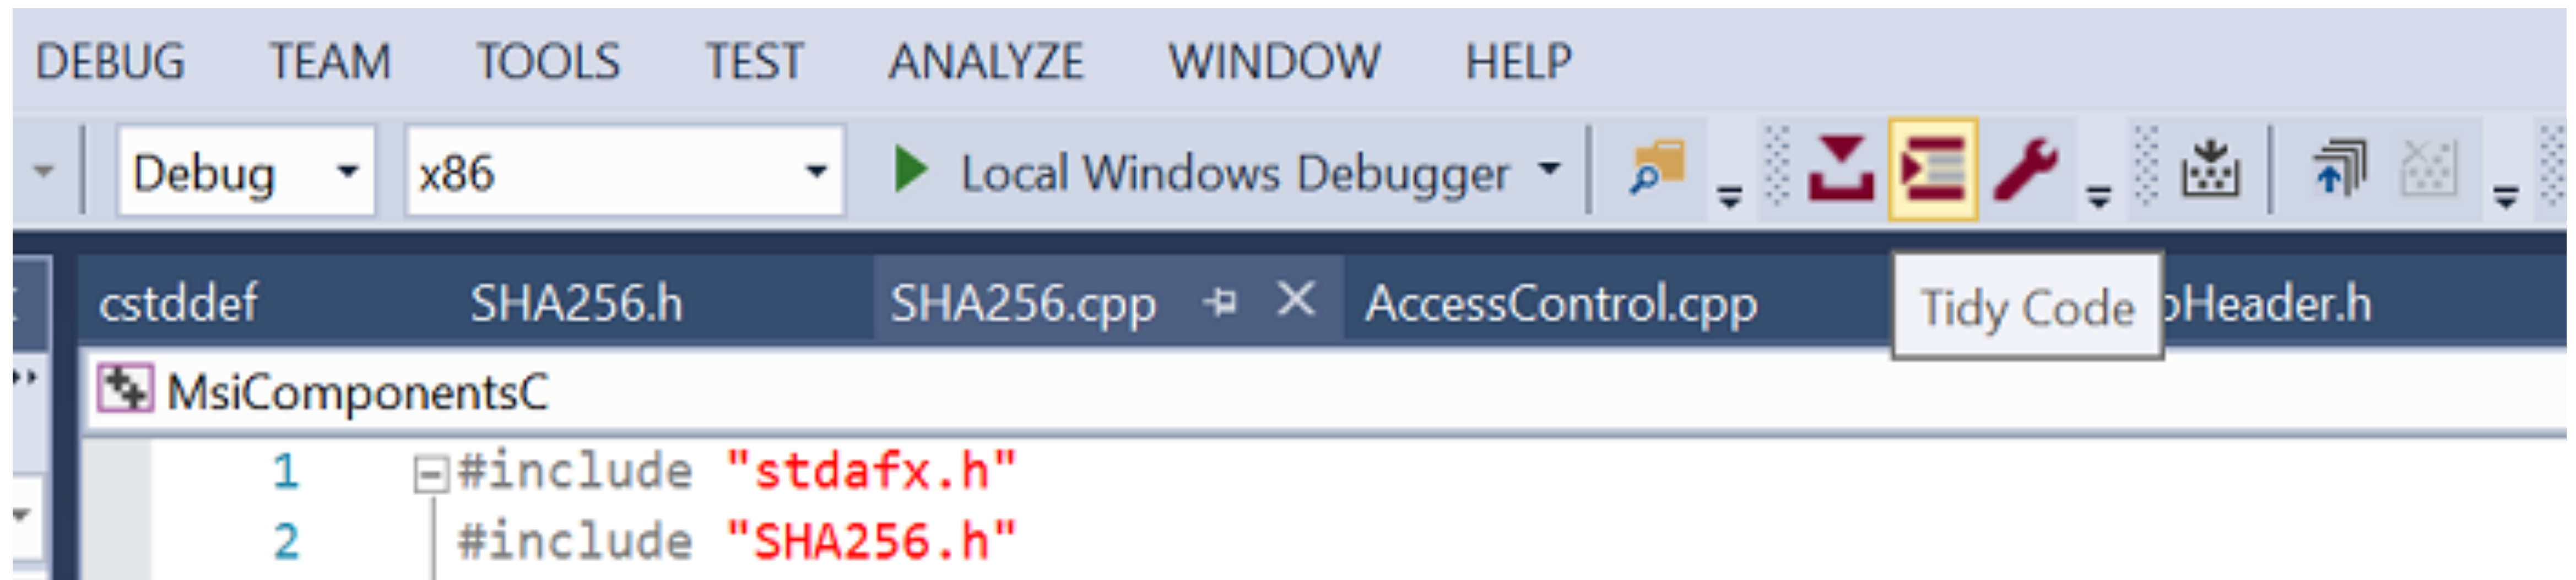 DEBUG TEAM TOOLS TEST ANALYZE WINDOW HELP
Debug x86 Local Windows Debugger
cstddef SHA256.h SHA256.cpp AccessControl.cpp Tidy Code Header.h
MsiComponentsC
1 #include "stdafx.h"
2 #include "SHA256.h"